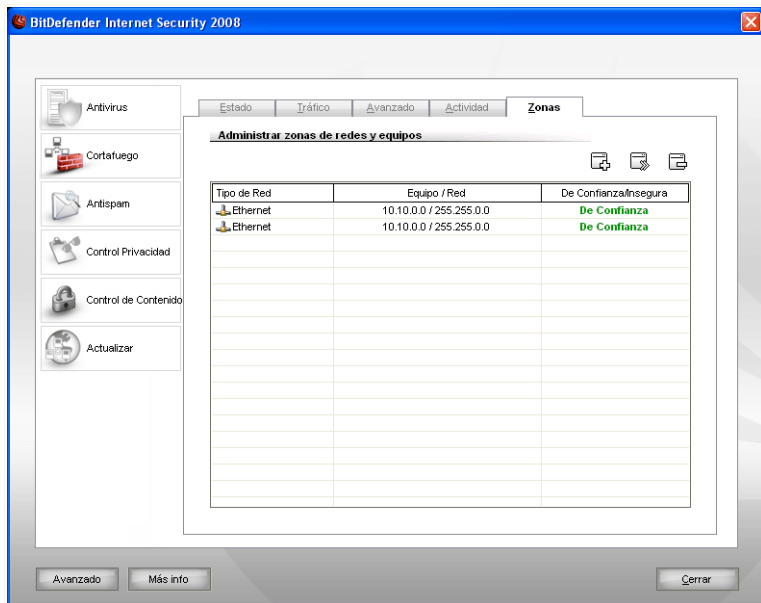 BitDefender Internet Security 2008
Antivirus
Cortafuego
Antispam
Control Privacidad
Control de Contenido
Actualizar
Estado Tráfico Avanzado Actividad Zonas
Administrar zonas de redes y equipos
Tipo de Red Equipo / Red De Confianza/Insegura
Ethernet 10.10.0.0 / 255.255.0.0 De Confianza
Ethernet 10.10.0.0 / 255.255.0.0 De Confianza
Avanzado Más info Cerrar